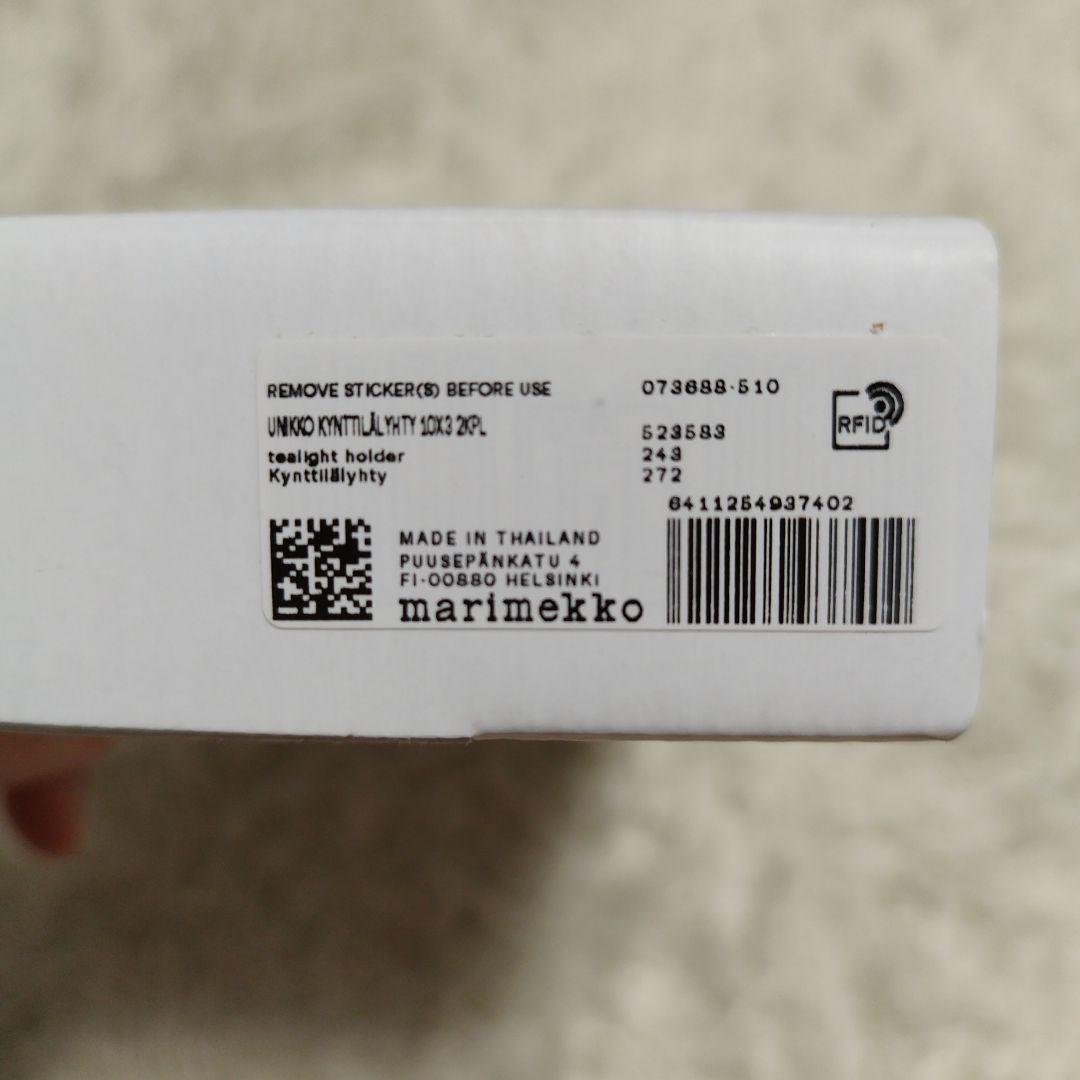 REMOVE STICKER(S) BEFORE USE
UNIKKO KYNTTILÄLYHTY 10X3 2KPL
tealight holder
Kynttilälyhty
073688-510
523583
243
272
RFID
6411254937402
MADE IN THAILAND
PUUSEPÄNKATU 4
FI-00880 HELSINKI
marimekko